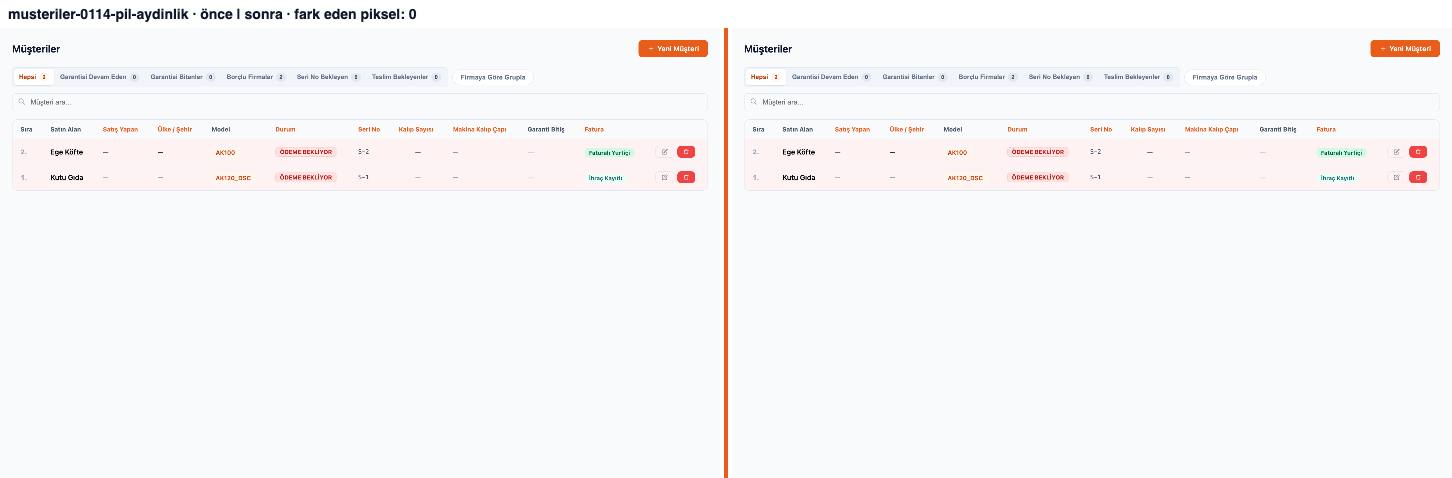 musteriler-0114-pil-aydinlik · önce | sonra · fark eden piksel: 0
Müşteriler
+ Yeni Müşteri
Hepsi 2 Garantisi Devam Eden 0 Garantisi Bitenler 0 Borçlu Firmalar 2 Seri No Bekleyen 0 Teslim Bekleyenler 0 Firmaya Göre Grupla
Müşteri ara...
Sıra Satın Alan Satış Yapan Ülke / Şehir Model Durum Seri No Kalıp Sayısı Makina Kalıp Çapı Garanti Bitiş Fatura
2. Ege Köfte — — AK100 ÖDEME BEKLİYOR S-2 — — — Faturalı Yurtiçi
1. Kutu Gıda — — AK120_DSC ÖDEME BEKLİYOR S-1 — — — İhraç Kayıtlı
Müşteriler
+ Yeni Müşteri
Hepsi 2 Garantisi Devam Eden 0 Garantisi Bitenler 0 Borçlu Firmalar 2 Seri No Bekleyen 0 Teslim Bekleyenler 0 Firmaya Göre Grupla
Müşteri ara...
Sıra Satın Alan Satış Yapan Ülke / Şehir Model Durum Seri No Kalıp Sayısı Makina Kalıp Çapı Garanti Bitiş Fatura
2. Ege Köfte — — AK100 ÖDEME BEKLİYOR S-2 — — — Faturalı Yurtiçi
1. Kutu Gıda — — AK120_DSC ÖDEME BEKLİYOR S-1 — — — İhraç Kayıtlı